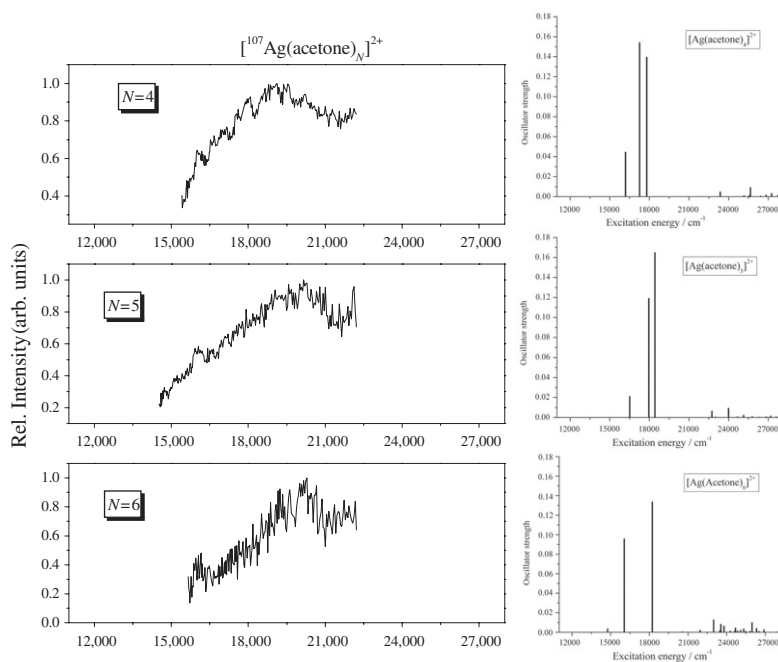 [¹⁰⁷Ag(acetone)_N]²⁺
Rel. Intensity (arb. units)
N=4
1.0
0.8
0.6
0.4
12,000 15,000 18,000 21,000 24,000 27,000
N=5
1.0
0.8
0.6
0.4
0.2
12,000 15,000 18,000 21,000 24,000 27,000
N=6
1.0
0.8
0.6
0.4
0.2
0.0
12,000 15,000 18,000 21,000 24,000 27,000
[Ag(acetone)₄]²⁺
Oscillator strength
0.18
0.16
0.14
0.12
0.10
0.08
0.06
0.04
0.02
0.00
12000 15000 18000 21000 24000 27000
Excitation energy / cm⁻¹
[Ag(acetone)₅]²⁺
Oscillator strength
0.18
0.16
0.14
0.12
0.10
0.08
0.06
0.04
0.02
0.00
12000 15000 18000 21000 24000 27000
Excitation energy / cm⁻¹
[Ag(Acetone)₆]²⁺
Oscillator strength
0.18
0.16
0.14
0.12
0.10
0.08
0.06
0.04
0.02
0.00
12000 15000 18000 21000 24000 27000
Excitation energy / cm⁻¹